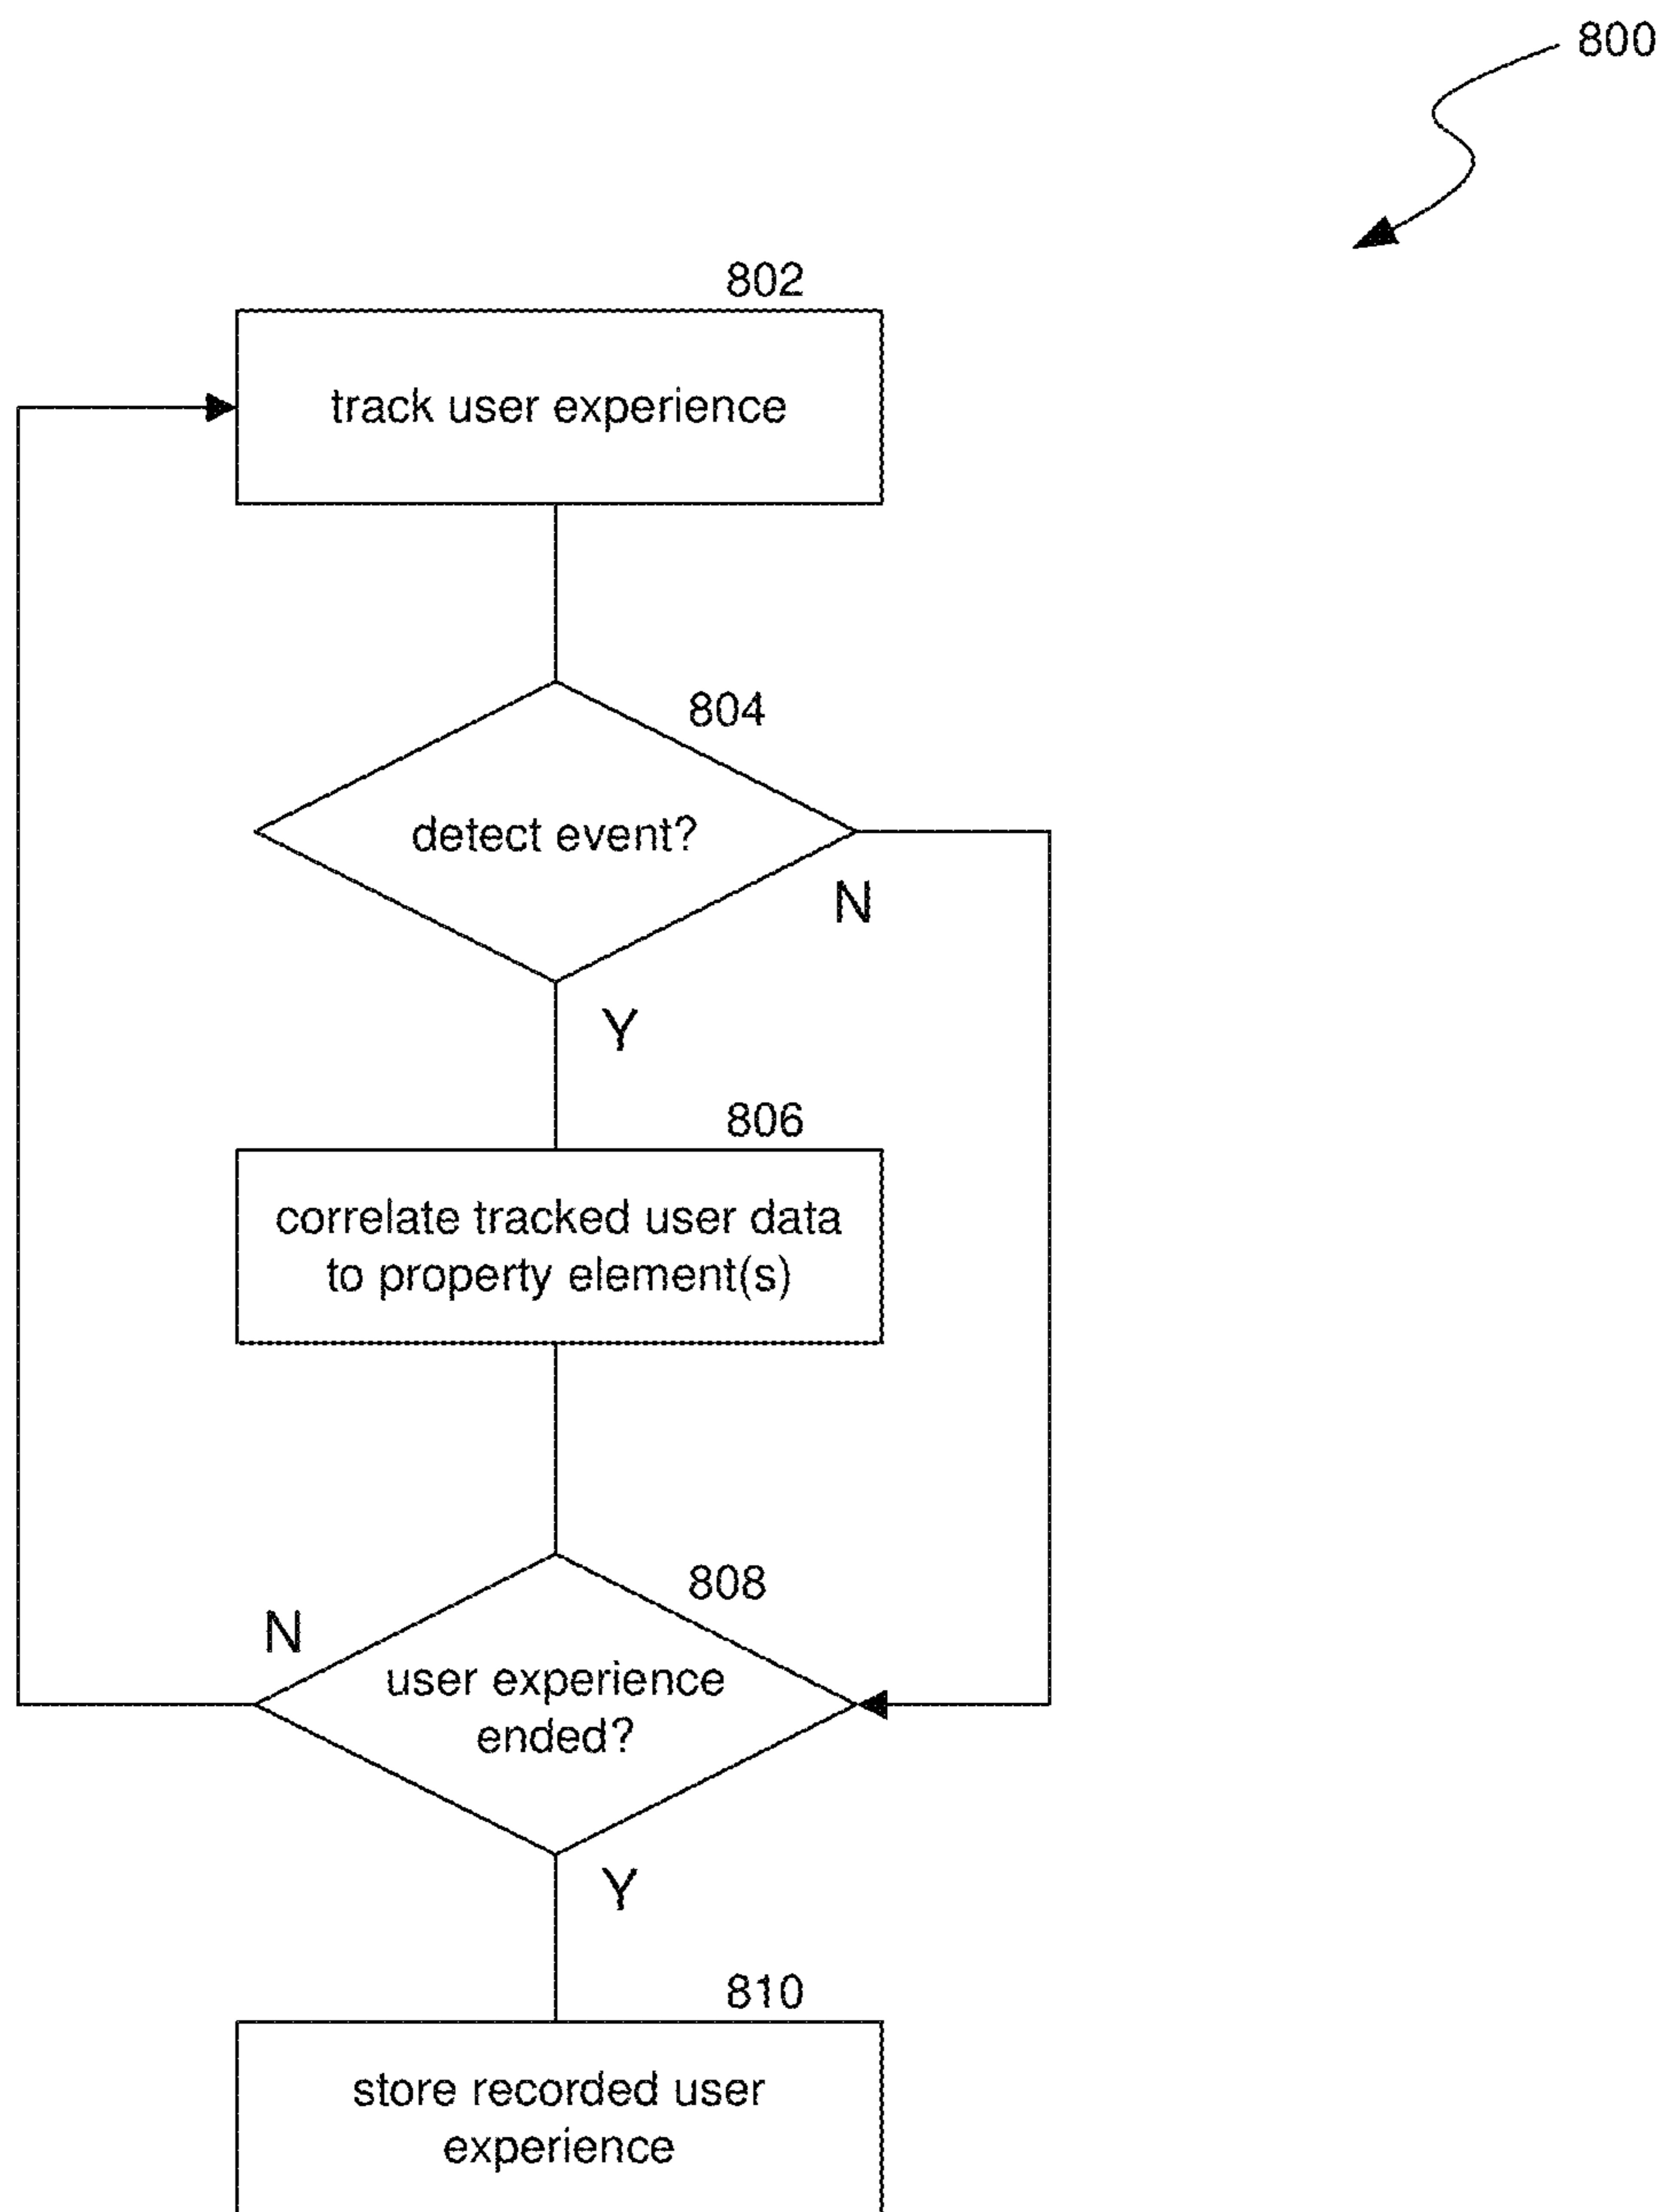 800
802
track user experience
804
detect event?
N
Y
806
correlate tracked user data
to property element(s)
808
N
user experience
ended?
Y
810
store recorded user
experience